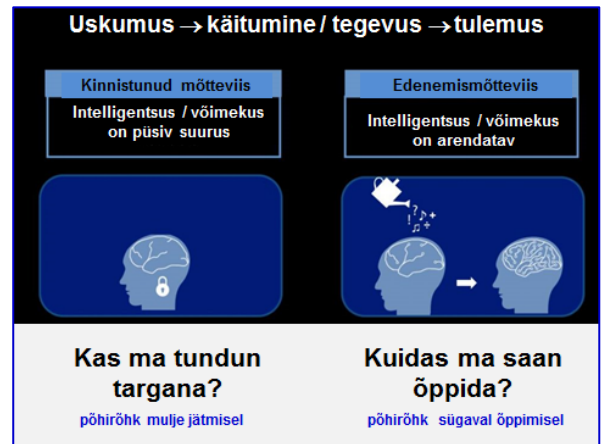 Uskumus → käitumine / tegevus → tulemus
Kinnistunud mõtteviis
Intelligentsus / võimekus
on püsiv suurus
Edenemismõtteviis
Intelligentsus / võimekus
on arendatav
Kas ma tundun
targana?
põhirõhk mulje jätmisel
Kuidas ma saan
õppida?
põhirõhk sügaval õppimisel